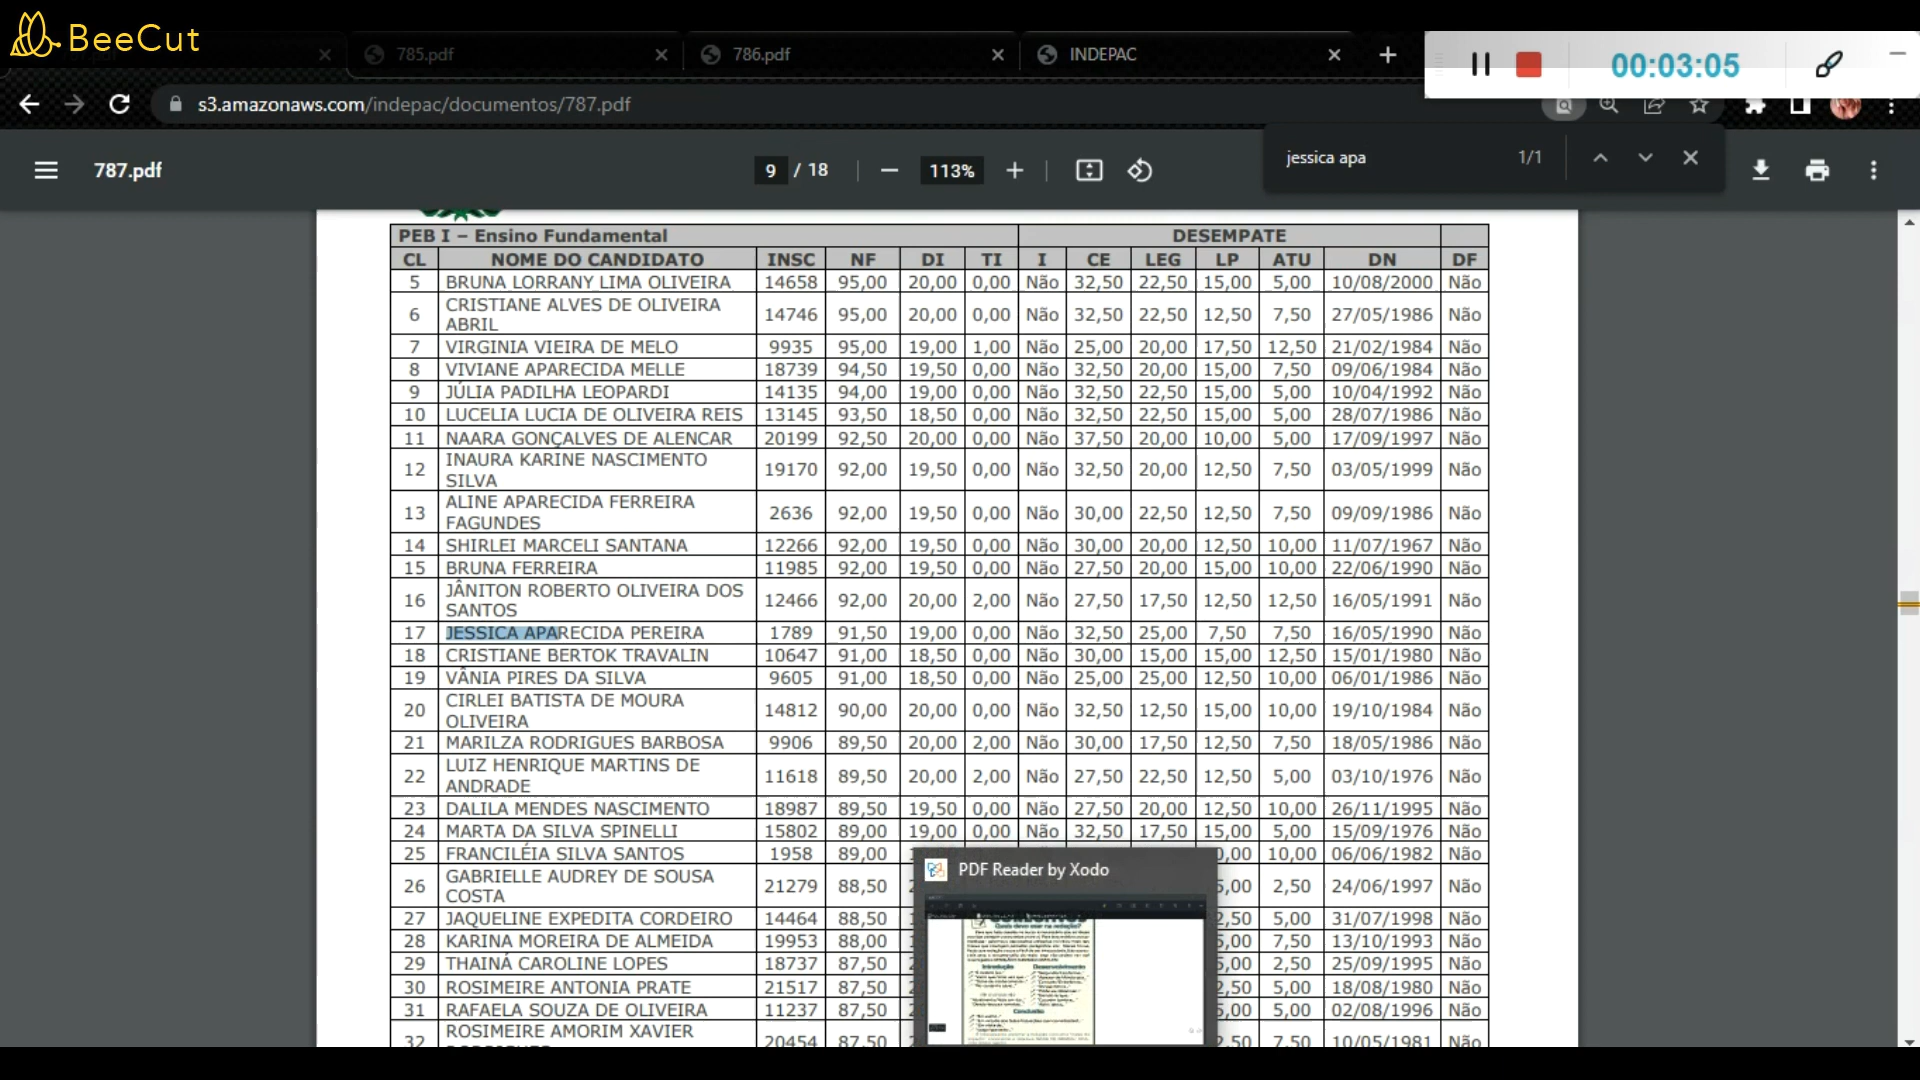 BeeCut
785.pdf
786.pdf
INDEPAC
00:03:05
s3.amazonaws.com/indepac/documentos/787.pdf
787.pdf
9 / 18
113%
jessica apa
1/1
PEB I – Ensino Fundamental DESEMPATE
CL NOME DO CANDIDATO INSC NF DI TI I CE LEG LP ATU DN DF
5 BRUNA LORRANY LIMA OLIVEIRA 14658 95,00 20,00 0,00 Não 32,50 22,50 15,00 5,00 10/08/2000 Não
6 CRISTIANE ALVES DE OLIVEIRA
ABRIL 14746 95,00 20,00 0,00 Não 32,50 22,50 12,50 7,50 27/05/1986 Não
7 VIRGINIA VIEIRA DE MELO 9935 95,00 19,00 1,00 Não 25,00 20,00 17,50 12,50 21/02/1984 Não
8 VIVIANE APARECIDA MELLE 18739 94,50 19,50 0,00 Não 32,50 20,00 15,00 7,50 09/06/1984 Não
9 JÚLIA PADILHA LEOPARDI 14135 94,00 19,00 0,00 Não 32,50 22,50 15,00 5,00 10/04/1992 Não
10 LUCELIA LUCIA DE OLIVEIRA REIS 13145 93,50 18,50 0,00 Não 32,50 22,50 15,00 5,00 28/07/1986 Não
11 NAARA GONÇALVES DE ALENCAR 20199 92,50 20,00 0,00 Não 37,50 20,00 10,00 5,00 17/09/1997 Não
12 INAURA KARINE NASCIMENTO
SILVA 19170 92,00 19,50 0,00 Não 32,50 20,00 12,50 7,50 03/05/1999 Não
13 ALINE APARECIDA FERREIRA
FAGUNDES 2636 92,00 19,50 0,00 Não 30,00 22,50 12,50 7,50 09/09/1986 Não
14 SHIRLEI MARCELI SANTANA 12266 92,00 19,50 0,00 Não 30,00 20,00 12,50 10,00 11/07/1967 Não
15 BRUNA FERREIRA 11985 92,00 19,50 0,00 Não 27,50 20,00 15,00 10,00 22/06/1990 Não
16 JÂNITON ROBERTO OLIVEIRA DOS
SANTOS 12466 92,00 20,00 2,00 Não 27,50 17,50 12,50 12,50 16/05/1991 Não
17 JESSICA APARECIDA PEREIRA 1789 91,50 19,00 0,00 Não 32,50 25,00 7,50 7,50 16/05/1990 Não
18 CRISTIANE BERTOK TRAVALIN 10647 91,00 18,50 0,00 Não 30,00 15,00 15,00 12,50 15/01/1980 Não
19 VÂNIA PIRES DA SILVA 9605 91,00 18,50 0,00 Não 25,00 25,00 12,50 10,00 06/01/1986 Não
20 CIRLEI BATISTA DE MOURA
OLIVEIRA 14812 90,00 20,00 0,00 Não 32,50 12,50 15,00 10,00 19/10/1984 Não
21 MARILZA RODRIGUES BARBOSA 9906 89,50 20,00 2,00 Não 30,00 17,50 12,50 7,50 18/05/1986 Não
22 LUIZ HENRIQUE MARTINS DE
ANDRADE 11618 89,50 20,00 2,00 Não 27,50 22,50 12,50 5,00 03/10/1976 Não
23 DALILA MENDES NASCIMENTO 18987 89,50 19,50 0,00 Não 27,50 20,00 12,50 10,00 26/11/1995 Não
24 MARTA DA SILVA SPINELLI 15802 89,00 19,00 0,00 Não 32,50 17,50 15,00 5,00 15/09/1976 Não
25 FRANCILÉIA SILVA SANTOS 1958 89,00 10,00 06/06/1982 Não
26 GABRIELLE AUDREY DE SOUSA
COSTA 21279 88,50 2,50 24/06/1997 Não
27 JAQUELINE EXPEDITA CORDEIRO 14464 88,50 5,00 31/07/1998 Não
28 KARINA MOREIRA DE ALMEIDA 19953 88,00 7,50 13/10/1993 Não
29 THAINÁ CAROLINE LOPES 18737 87,50 2,50 25/09/1995 Não
30 ROSIMEIRE ANTONIA PRATE 21517 87,50 5,00 18/08/1980 Não
31 RAFAELA SOUZA DE OLIVEIRA 11237 87,50 5,00 02/08/1996 Não
32 ROSIMEIRE AMORIM XAVIER
20454 87,50 7,50 10/05/1981 Não
PDF Reader by Xodo
Introdução
Desenvolvimento
Conclusão